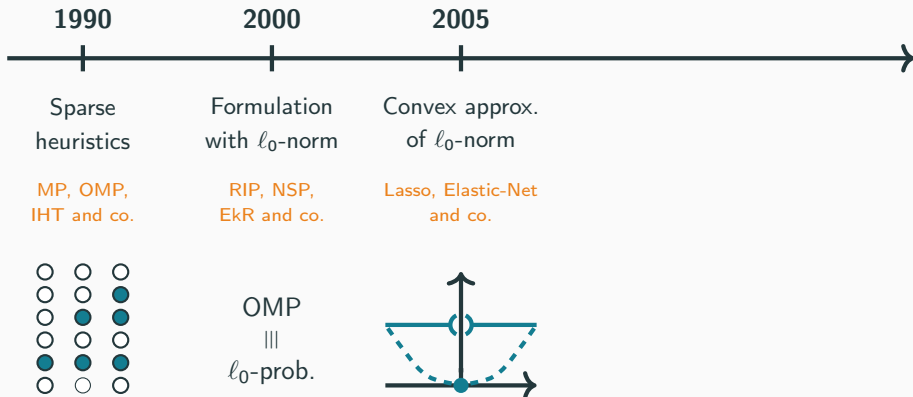 1990
2000
2005
Sparse
heuristics
Formulation
with ℓ₀-norm
Convex approx.
of ℓ₀-norm
MP, OMP,
IHT and co.
RIP, NSP,
EkR and co.
Lasso, Elastic-Net
and co.
OMP
≡
ℓ₀-prob.